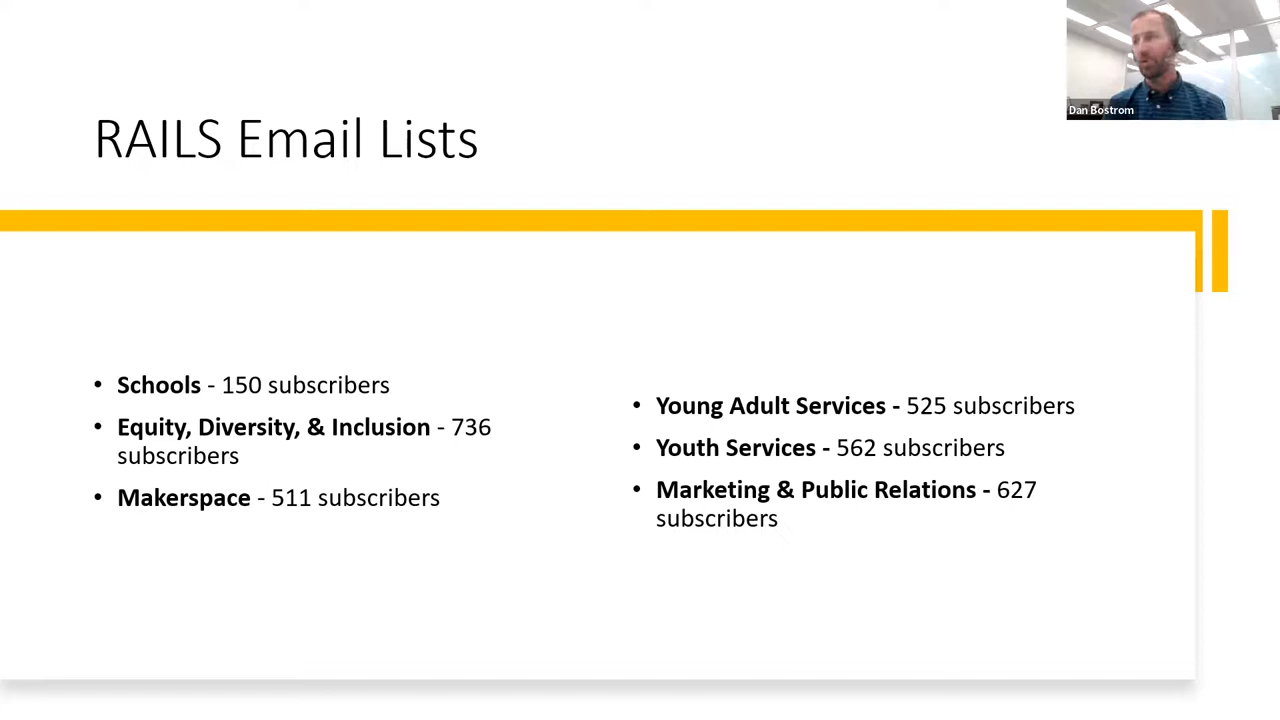 Dan Bostrom
RAILS Email Lists
• Schools - 150 subscribers
• Equity, Diversity, & Inclusion - 736
subscribers
• Makerspace - 511 subscribers
• Young Adult Services - 525 subscribers
• Youth Services - 562 subscribers
• Marketing & Public Relations - 627
subscribers